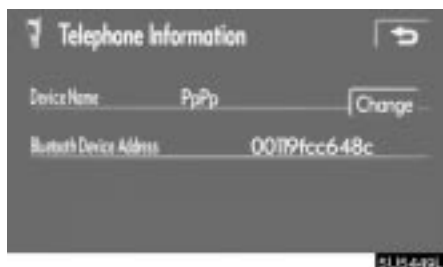 Telephone Information
Device Name PpPp Change
Bluetooth Device Address 00119fcc648c